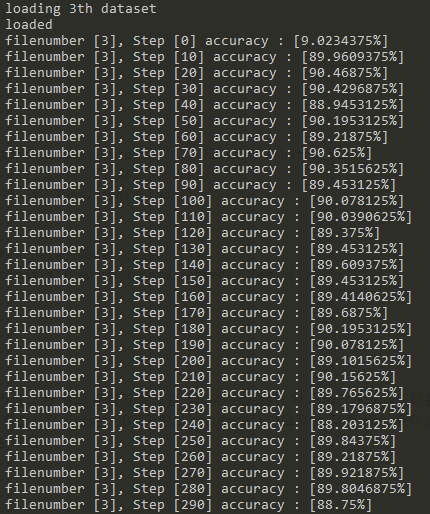 loading 3th dataset
loaded
filenumber [3], Step [0] accuracy : [9.0234375%]
filenumber [3], Step [10] accuracy : [89.9609375%]
filenumber [3], Step [20] accuracy : [90.46875%]
filenumber [3], Step [30] accuracy : [90.4296875%]
filenumber [3], Step [40] accuracy : [88.9453125%]
filenumber [3], Step [50] accuracy : [90.1953125%]
filenumber [3], Step [60] accuracy : [89.21875%]
filenumber [3], Step [70] accuracy : [90.625%]
filenumber [3], Step [80] accuracy : [90.3515625%]
filenumber [3], Step [90] accuracy : [89.453125%]
filenumber [3], Step [100] accuracy : [90.078125%]
filenumber [3], Step [110] accuracy : [90.0390625%]
filenumber [3], Step [120] accuracy : [89.375%]
filenumber [3], Step [130] accuracy : [89.453125%]
filenumber [3], Step [140] accuracy : [89.609375%]
filenumber [3], Step [150] accuracy : [89.453125%]
filenumber [3], Step [160] accuracy : [89.4140625%]
filenumber [3], Step [170] accuracy : [89.6875%]
filenumber [3], Step [180] accuracy : [90.1953125%]
filenumber [3], Step [190] accuracy : [90.078125%]
filenumber [3], Step [200] accuracy : [89.1015625%]
filenumber [3], Step [210] accuracy : [90.15625%]
filenumber [3], Step [220] accuracy : [89.765625%]
filenumber [3], Step [230] accuracy : [89.1796875%]
filenumber [3], Step [240] accuracy : [88.203125%]
filenumber [3], Step [250] accuracy : [89.84375%]
filenumber [3], Step [260] accuracy : [89.21875%]
filenumber [3], Step [270] accuracy : [89.921875%]
filenumber [3], Step [280] accuracy : [89.8046875%]
filenumber [3], Step [290] accuracy : [88.75%]